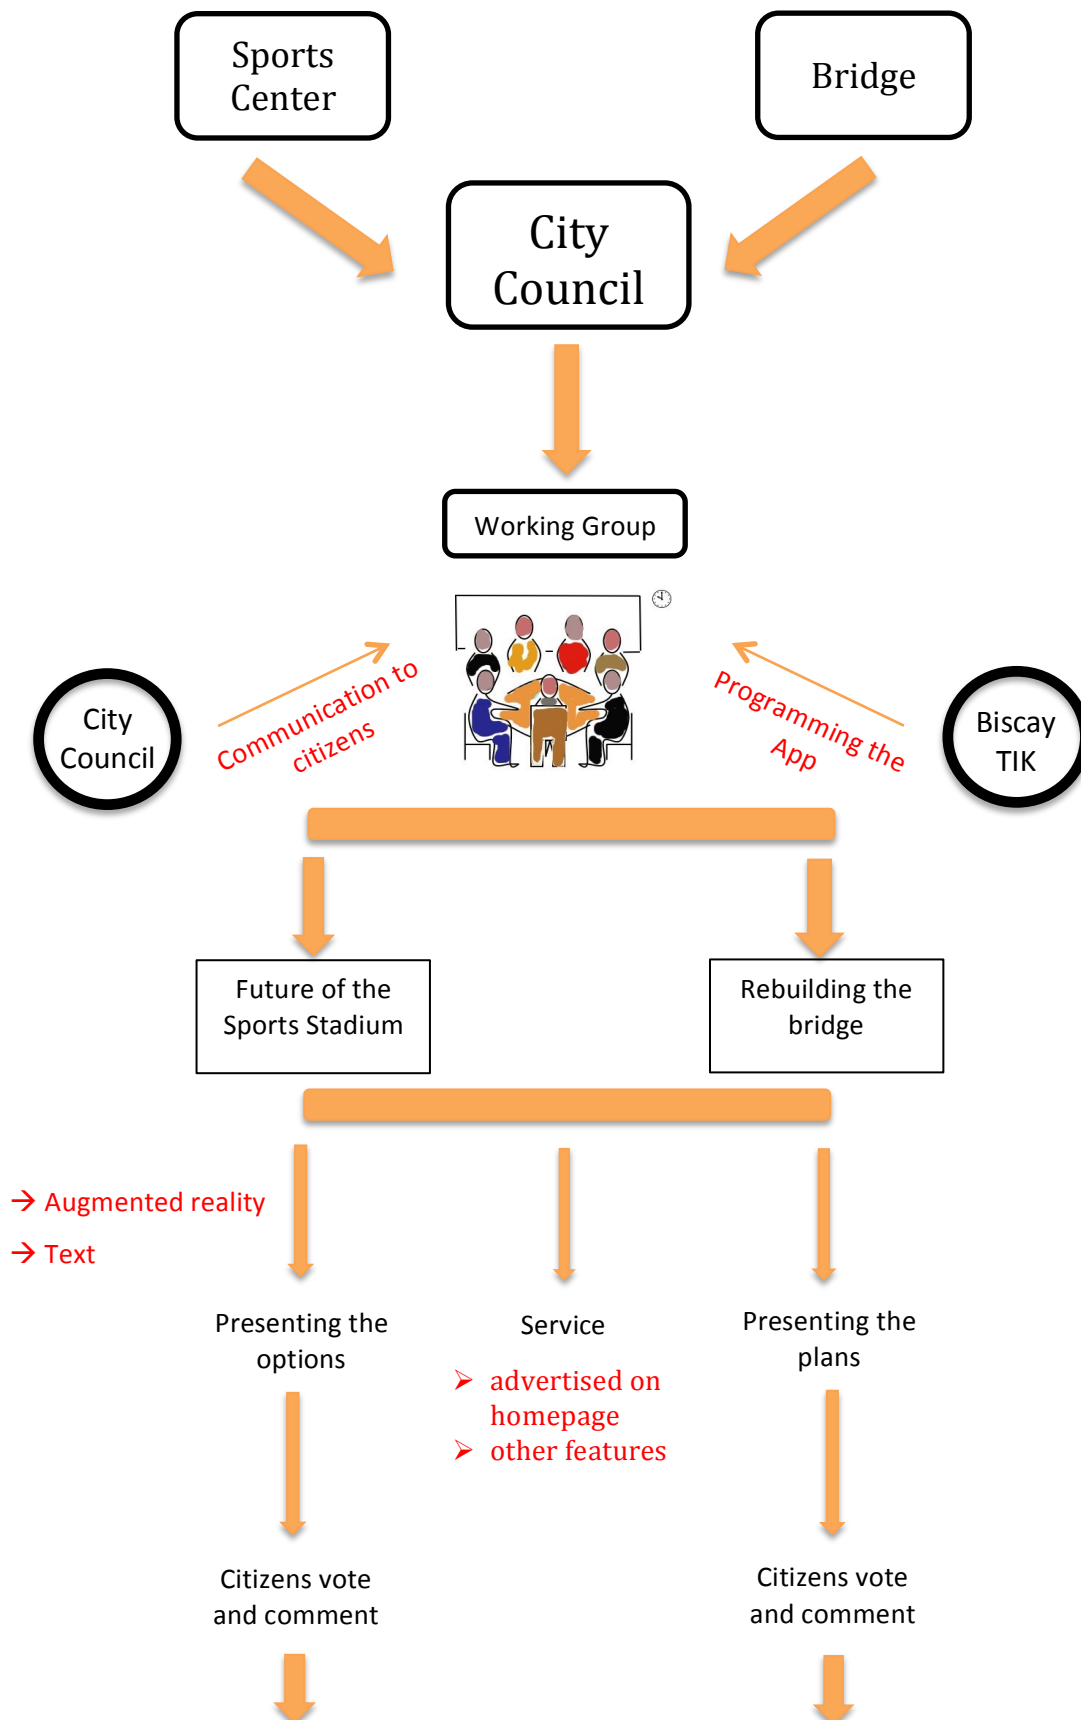 Sports
Center
Bridge
City
Council
Working Group
City
Council
Communication to
citizens
Programming the
App
Biscay
TIK
Future of the
Sports Stadium
Rebuilding the
bridge
→ Augmented reality
→ Text
Presenting the
options
Service
➢ advertised on
homepage
➢ other features
Presenting the
plans
Citizens vote
and comment
Citizens vote
and comment